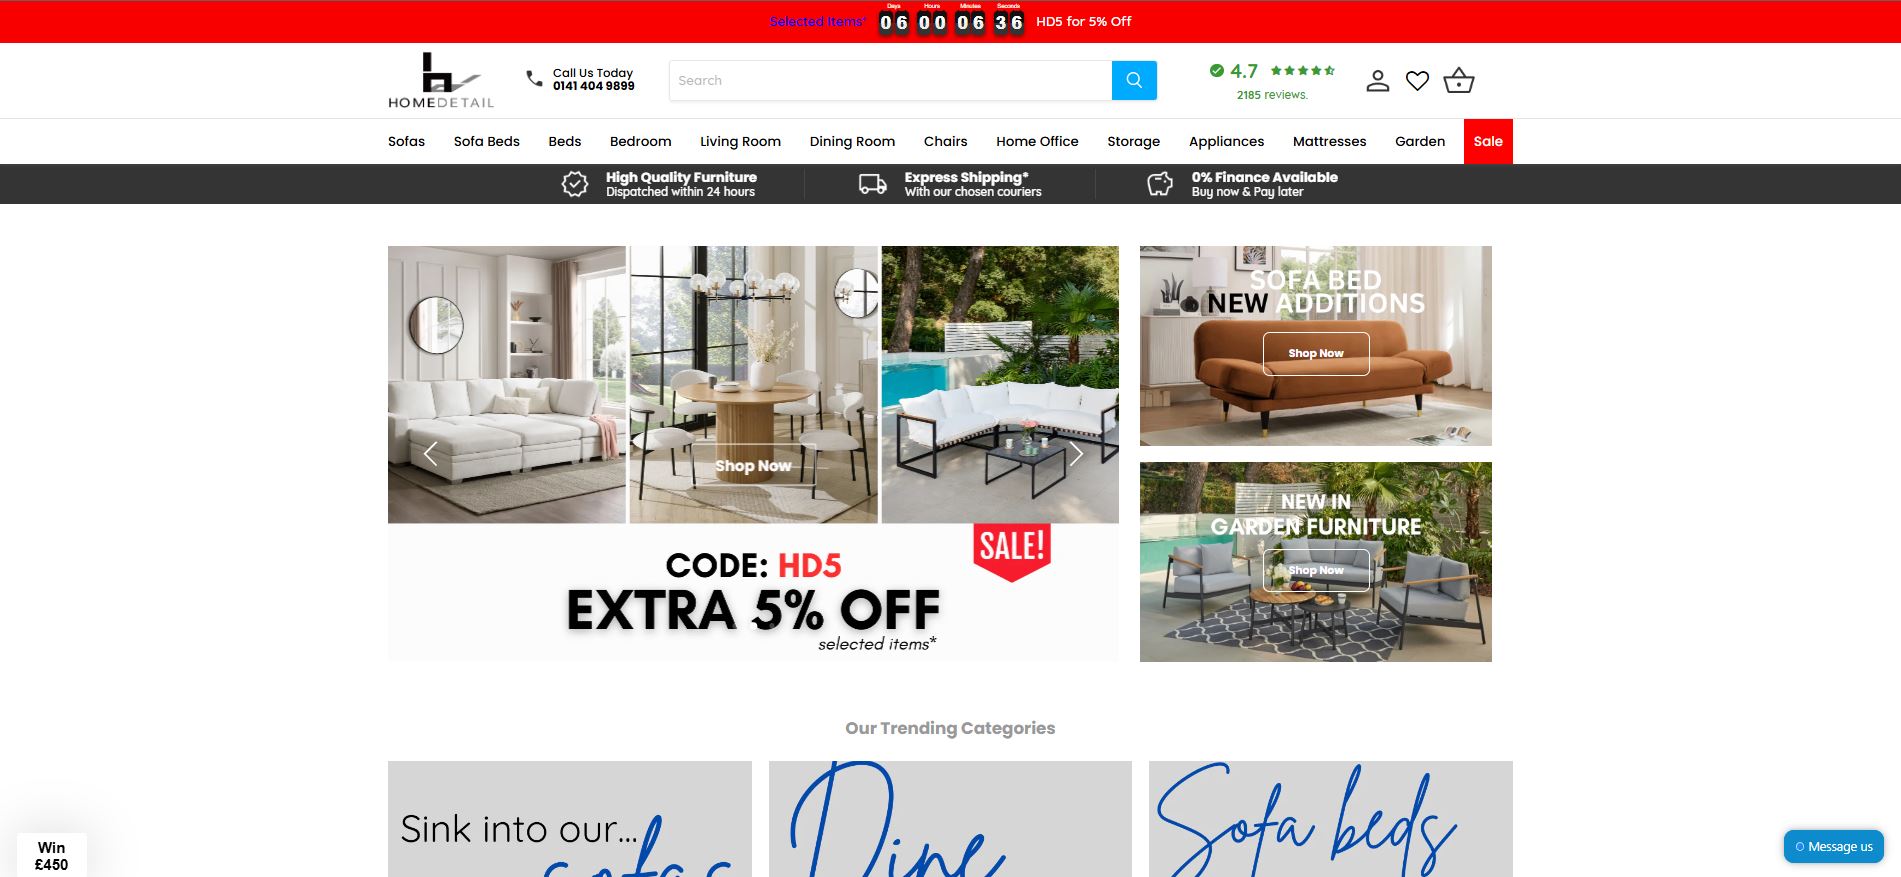 Days Hours Minutes Seconds
Selected Items* 06 00 06 36 HD5 for 5% Off
HOMEDETAIL
Call Us Today
0141 404 9899
Search
4.7
2185 reviews.
Sofas Sofa Beds Beds Bedroom Living Room Dining Room Chairs Home Office Storage Appliances Mattresses Garden Sale
High Quality Furniture
Dispatched within 24 hours
Express Shipping*
With our chosen couriers
0% Finance Available
Buy now & Pay later
Shop Now
SALE!
CODE: HD5
EXTRA 5% OFF
selected items*
SOFA BED
NEW ADDITIONS
Shop Now
NEW IN
GARDEN FURNITURE
Shop Now
Our Trending Categories
Sink into our...
sofas
Dine
Sofa beds
Win
£450
Message us